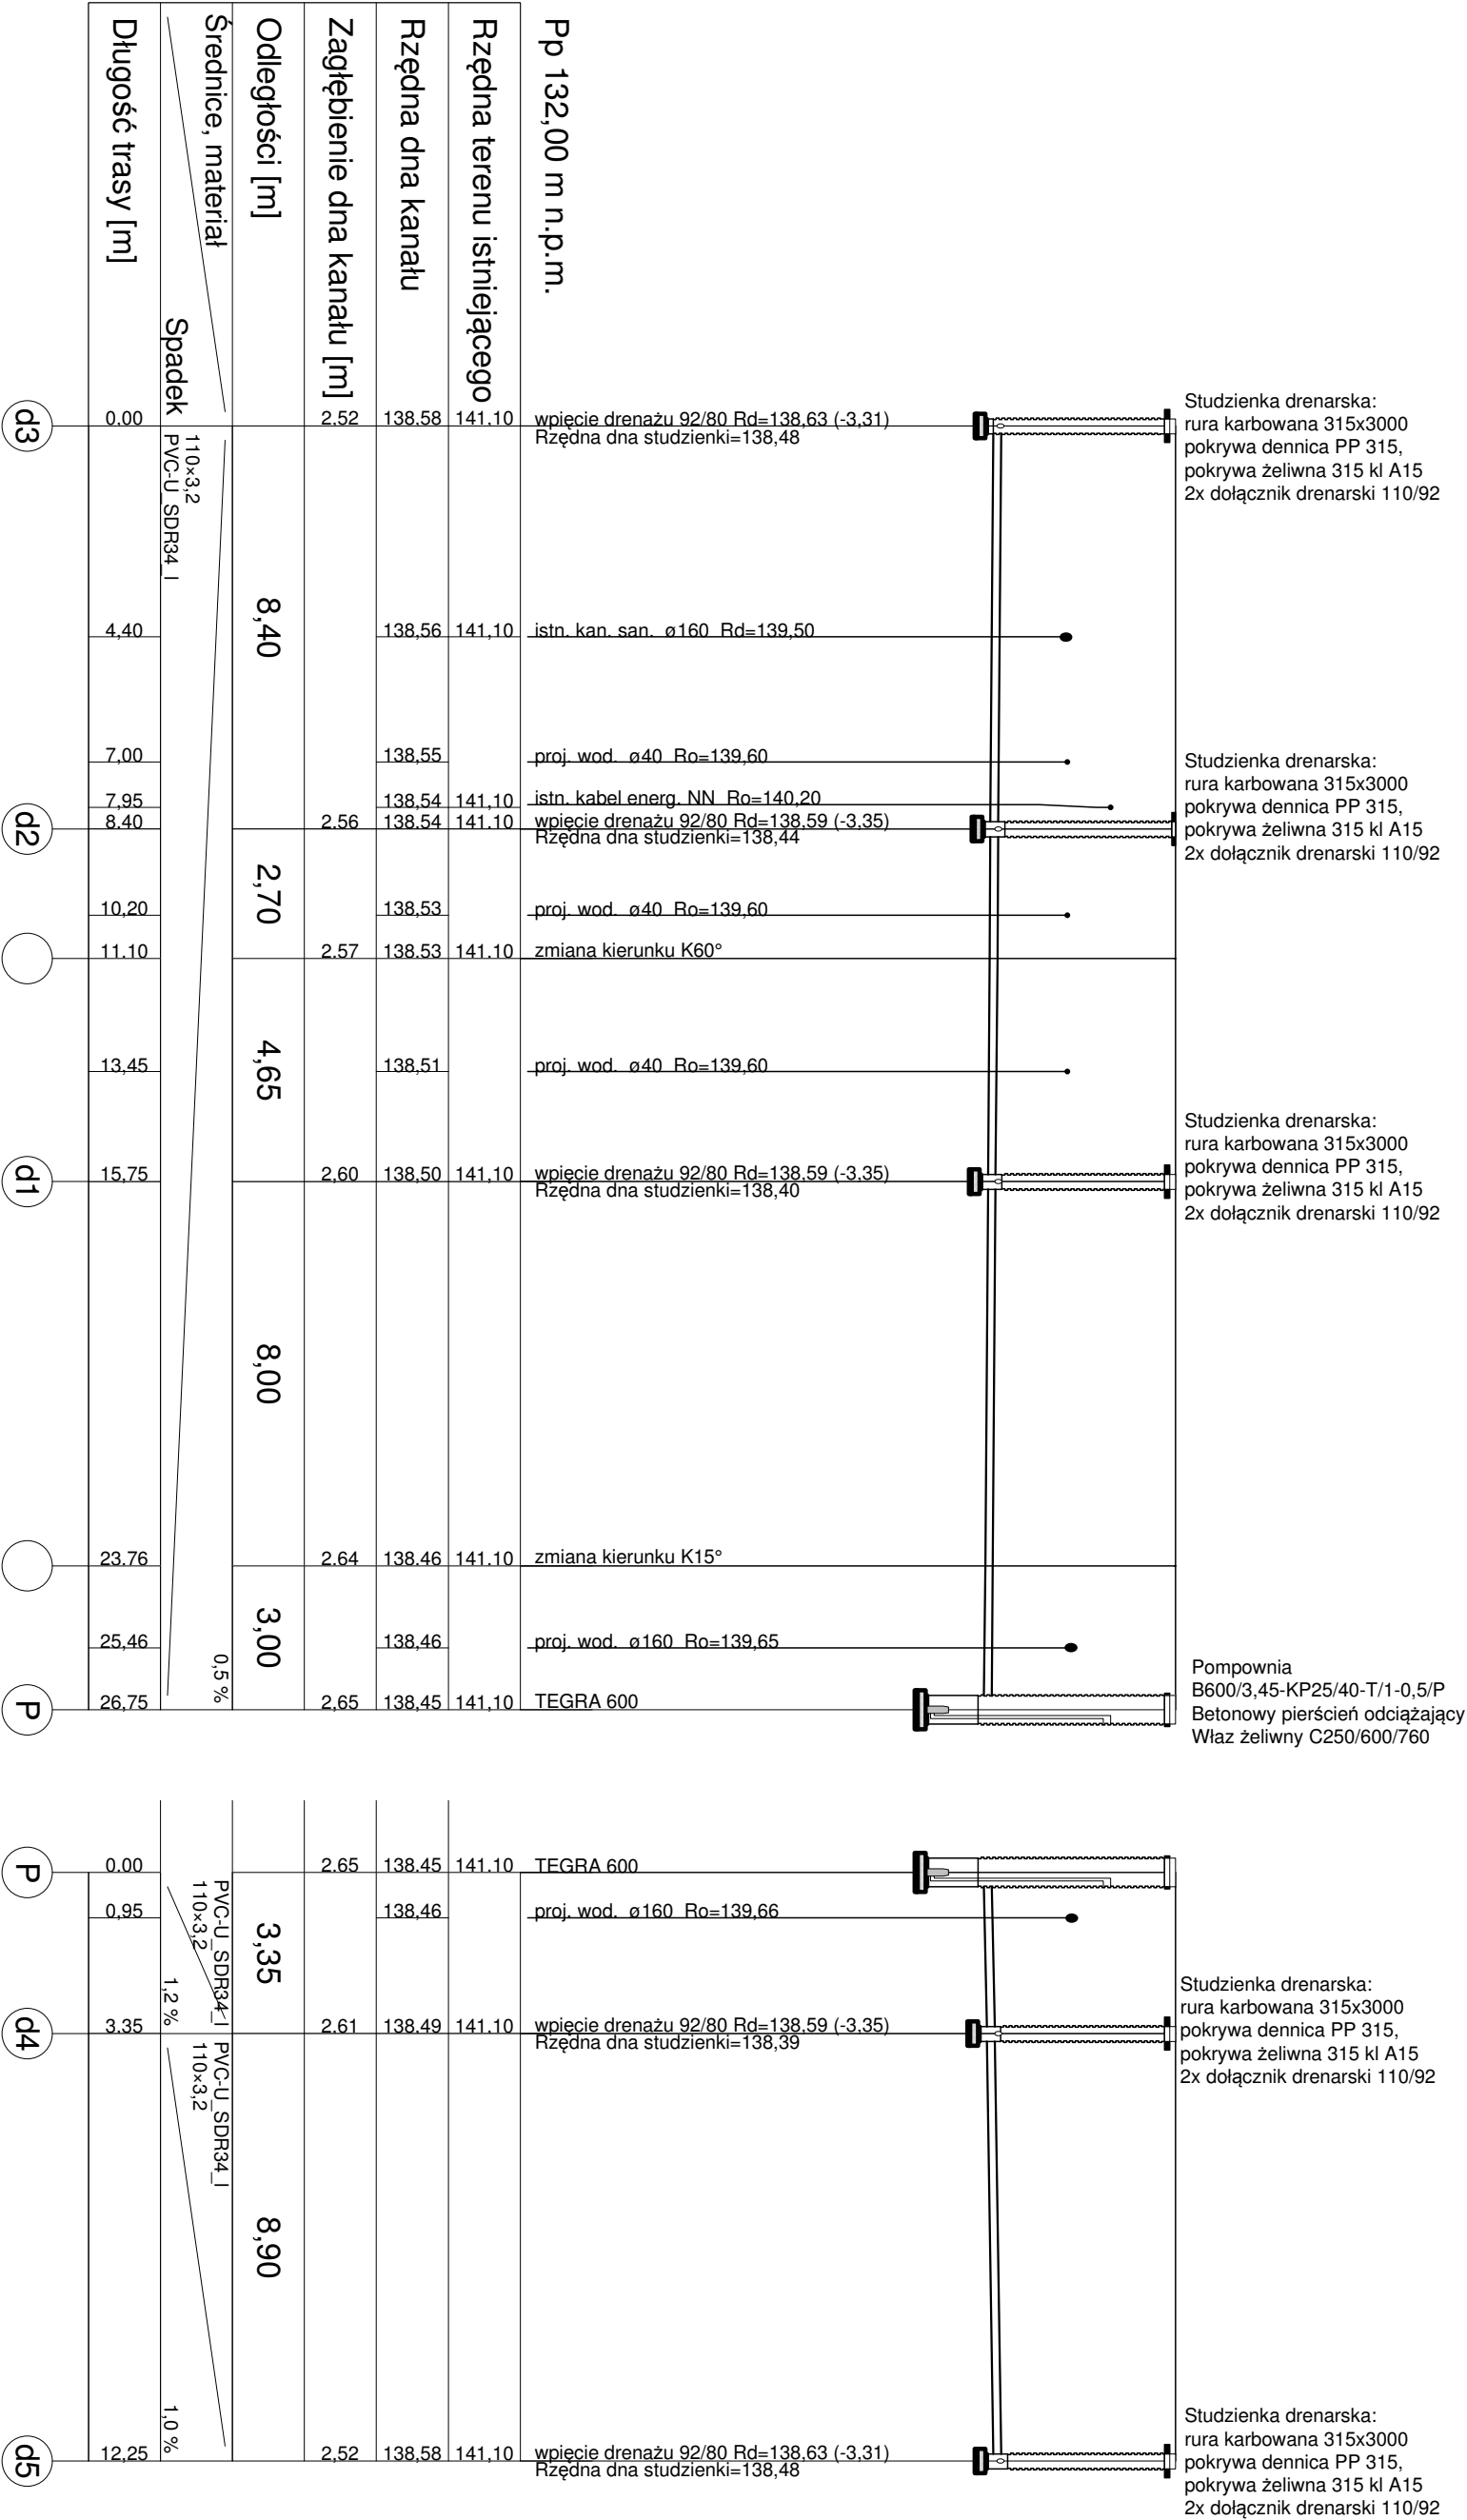 Pp 132,00 m n.p.m.
Rzędna terenu istniejącego
Rzędna dna kanału
Zagłębienie dna kanału [m]
Odległości [m]
Średnice, materiał
Spadek
Długość trasy [m]
Studzienka drenarska:
rura karbowana 315x3000
pokrywa dennica PP 315,
pokrywa żeliwna 315 kl A15
2x dołącznik drenarski 110/92
d3
0.00
2.52
138.58
141.10
wpięcie drenażu 92/80 Rd=138,63 (-3,31)
Rzędna dna studzienki=138,48
110×3,2
PVC-U_SDR34_l
8,40
4,40
138,56
141,10
istn. kan. san. ø160 Rd=139,50
7,00
138,55
proj. wod. ø40 Ro=139,60
Studzienka drenarska:
rura karbowana 315x3000
pokrywa dennica PP 315,
pokrywa żeliwna 315 kl A15
2x dołącznik drenarski 110/92
7,95
138,54
141,10
istn. kabel energ. NN Ro=140,20
d2
8.40
2.56
138.54
141.10
wpięcie drenażu 92/80 Rd=138,59 (-3,35)
Rzędna dna studzienki=138,44
2,70
10,20
138,53
proj. wod. ø40 Ro=139,60
11.10
2.57
138.53
141.10
zmiana kierunku K60°
4,65
13,45
138,51
proj. wod. ø40 Ro=139,60
Studzienka drenarska:
rura karbowana 315x3000
pokrywa dennica PP 315,
pokrywa żeliwna 315 kl A15
2x dołącznik drenarski 110/92
d1
15,75
2,60
138,50
141,10
wpięcie drenażu 92/80 Rd=138,59 (-3,35)
Rzędna dna studzienki=138,40
8,00
23.76
2.64
138.46
141.10
zmiana kierunku K15°
3,00
25,46
138,46
proj. wod. ø160 Ro=139,65
0,5 %
Pompownia
B600/3,45-KP25/40-T/1-0,5/P
Betonowy pierścień odciążający
Właz żeliwny C250/600/760
P
26,75
2,65
138,45
141,10
TEGRA 600
P
0.00
2.65
138.45
141.10
TEGRA 600
PVC-U_SDR34_l
110×3,2
3,35
0,95
138,46
proj. wod. ø160 Ro=139,66
1,2 %
Studzienka drenarska:
rura karbowana 315x3000
pokrywa dennica PP 315,
pokrywa żeliwna 315 kl A15
2x dołącznik drenarski 110/92
d4
3.35
2.61
138.49
141.10
wpięcie drenażu 92/80 Rd=138,59 (-3,35)
Rzędna dna studzienki=138,39
PVC-U_SDR34_l
110×3,2
8,90
1,0 %
Studzienka drenarska:
rura karbowana 315x3000
pokrywa dennica PP 315,
pokrywa żeliwna 315 kl A15
2x dołącznik drenarski 110/92
d5
12,25
2,52
138,58
141,10
wpięcie drenażu 92/80 Rd=138,63 (-3,31)
Rzędna dna studzienki=138,48